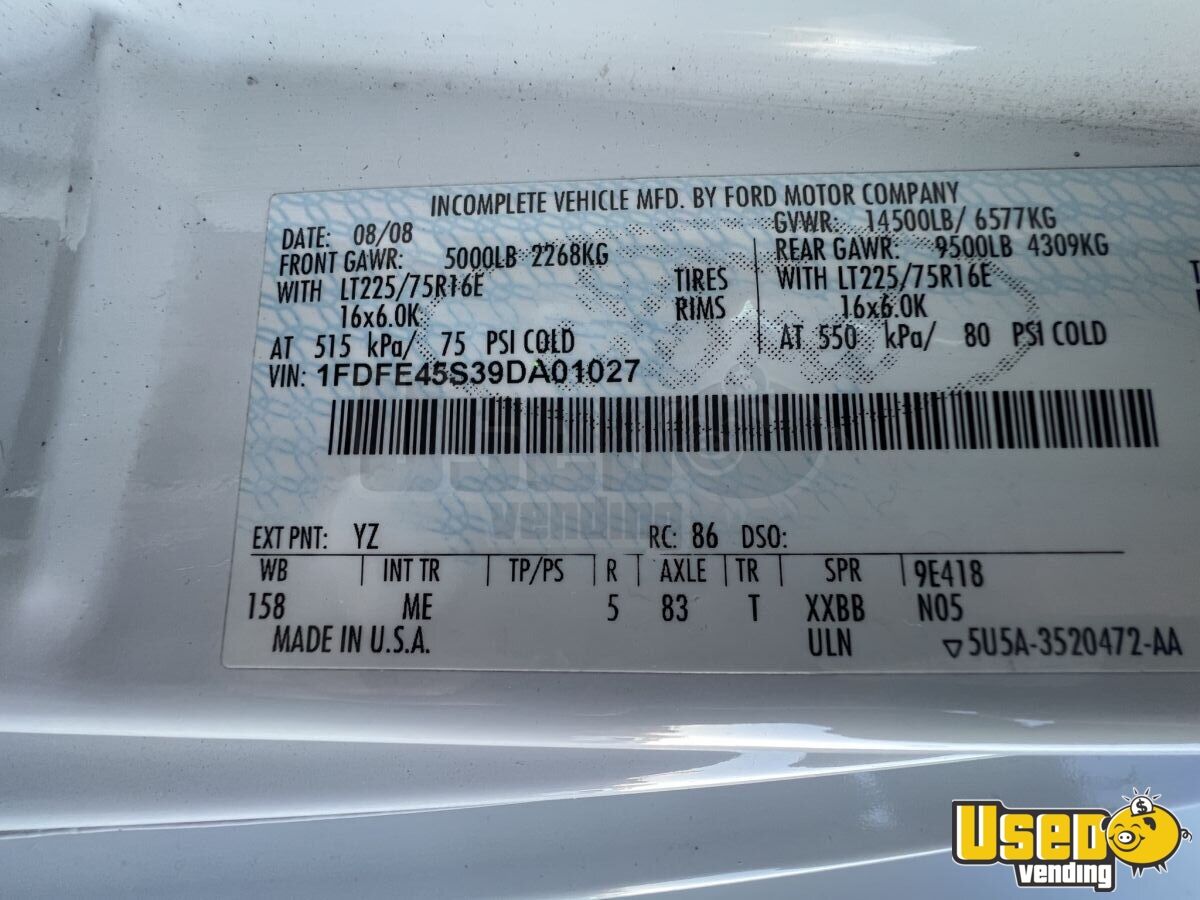 INCOMPLETE VEHICLE MFD. BY FORD MOTOR COMPANY
DATE: 08/08 GVWR: 14500LB/ 6577KG
FRONT GAWR: 5000LB 2268KG REAR GAWR: 9500LB 4309KG
WITH LT225/75R16E TIRES WITH LT225/75R16E
16x6.0K RIMS 16x6.0K
AT 515 kPa/ 75 PSI COLD AT 550 kPa/ 80 PSI COLD
VIN: 1FDFE45S39DA01027
USED
vending
EXT PNT: YZ RC: 86 DSO:
WB INT TR TP/PS R AXLE TR SPR 9E418
158 ME 5 83 T XXBB N05
MADE IN U.S.A. ULN ▽5U5A-3520472-AA
USED
vending